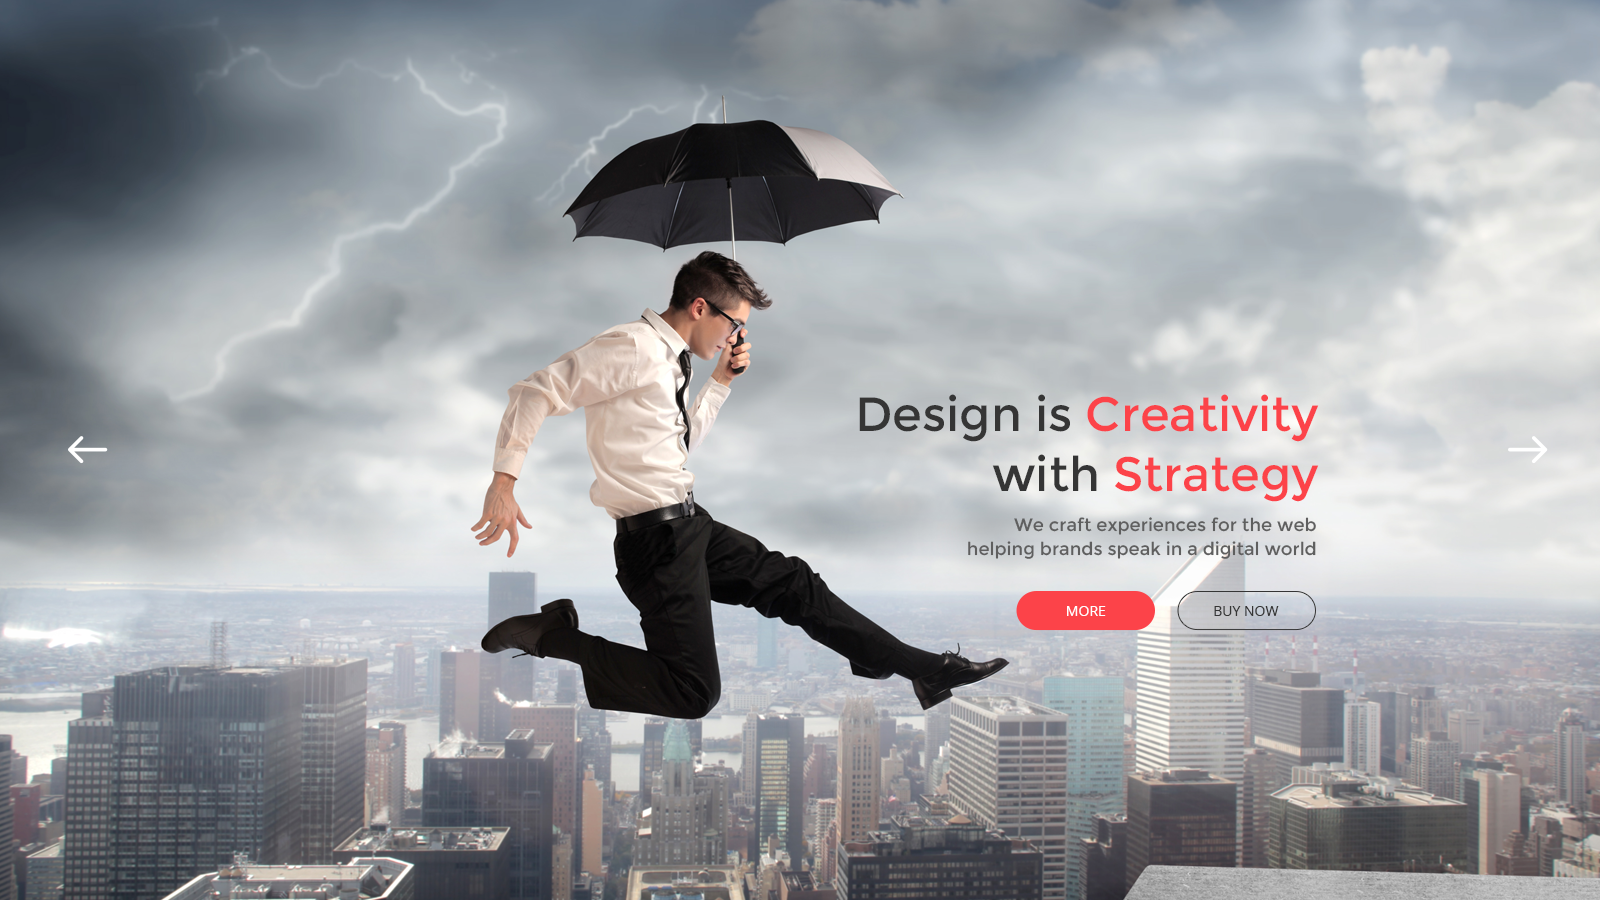 Design is Creativity
with Strategy
We craft experiences for the web
helping brands speak in a digital world
MORE
BUY NOW